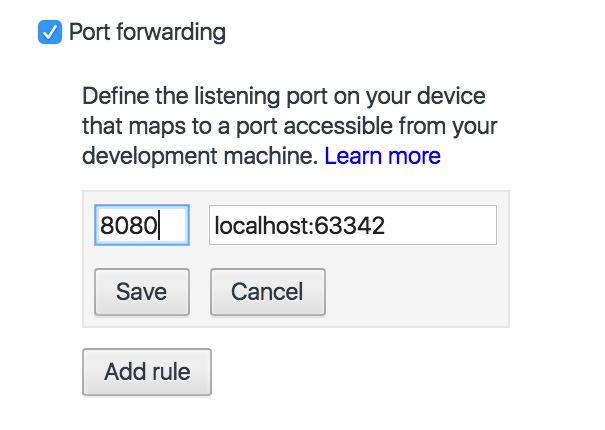 Port forwarding
Define the listening port on your device
that maps to a port accessible from your
development machine. Learn more
8080 localhost:63342
Save Cancel
Add rule